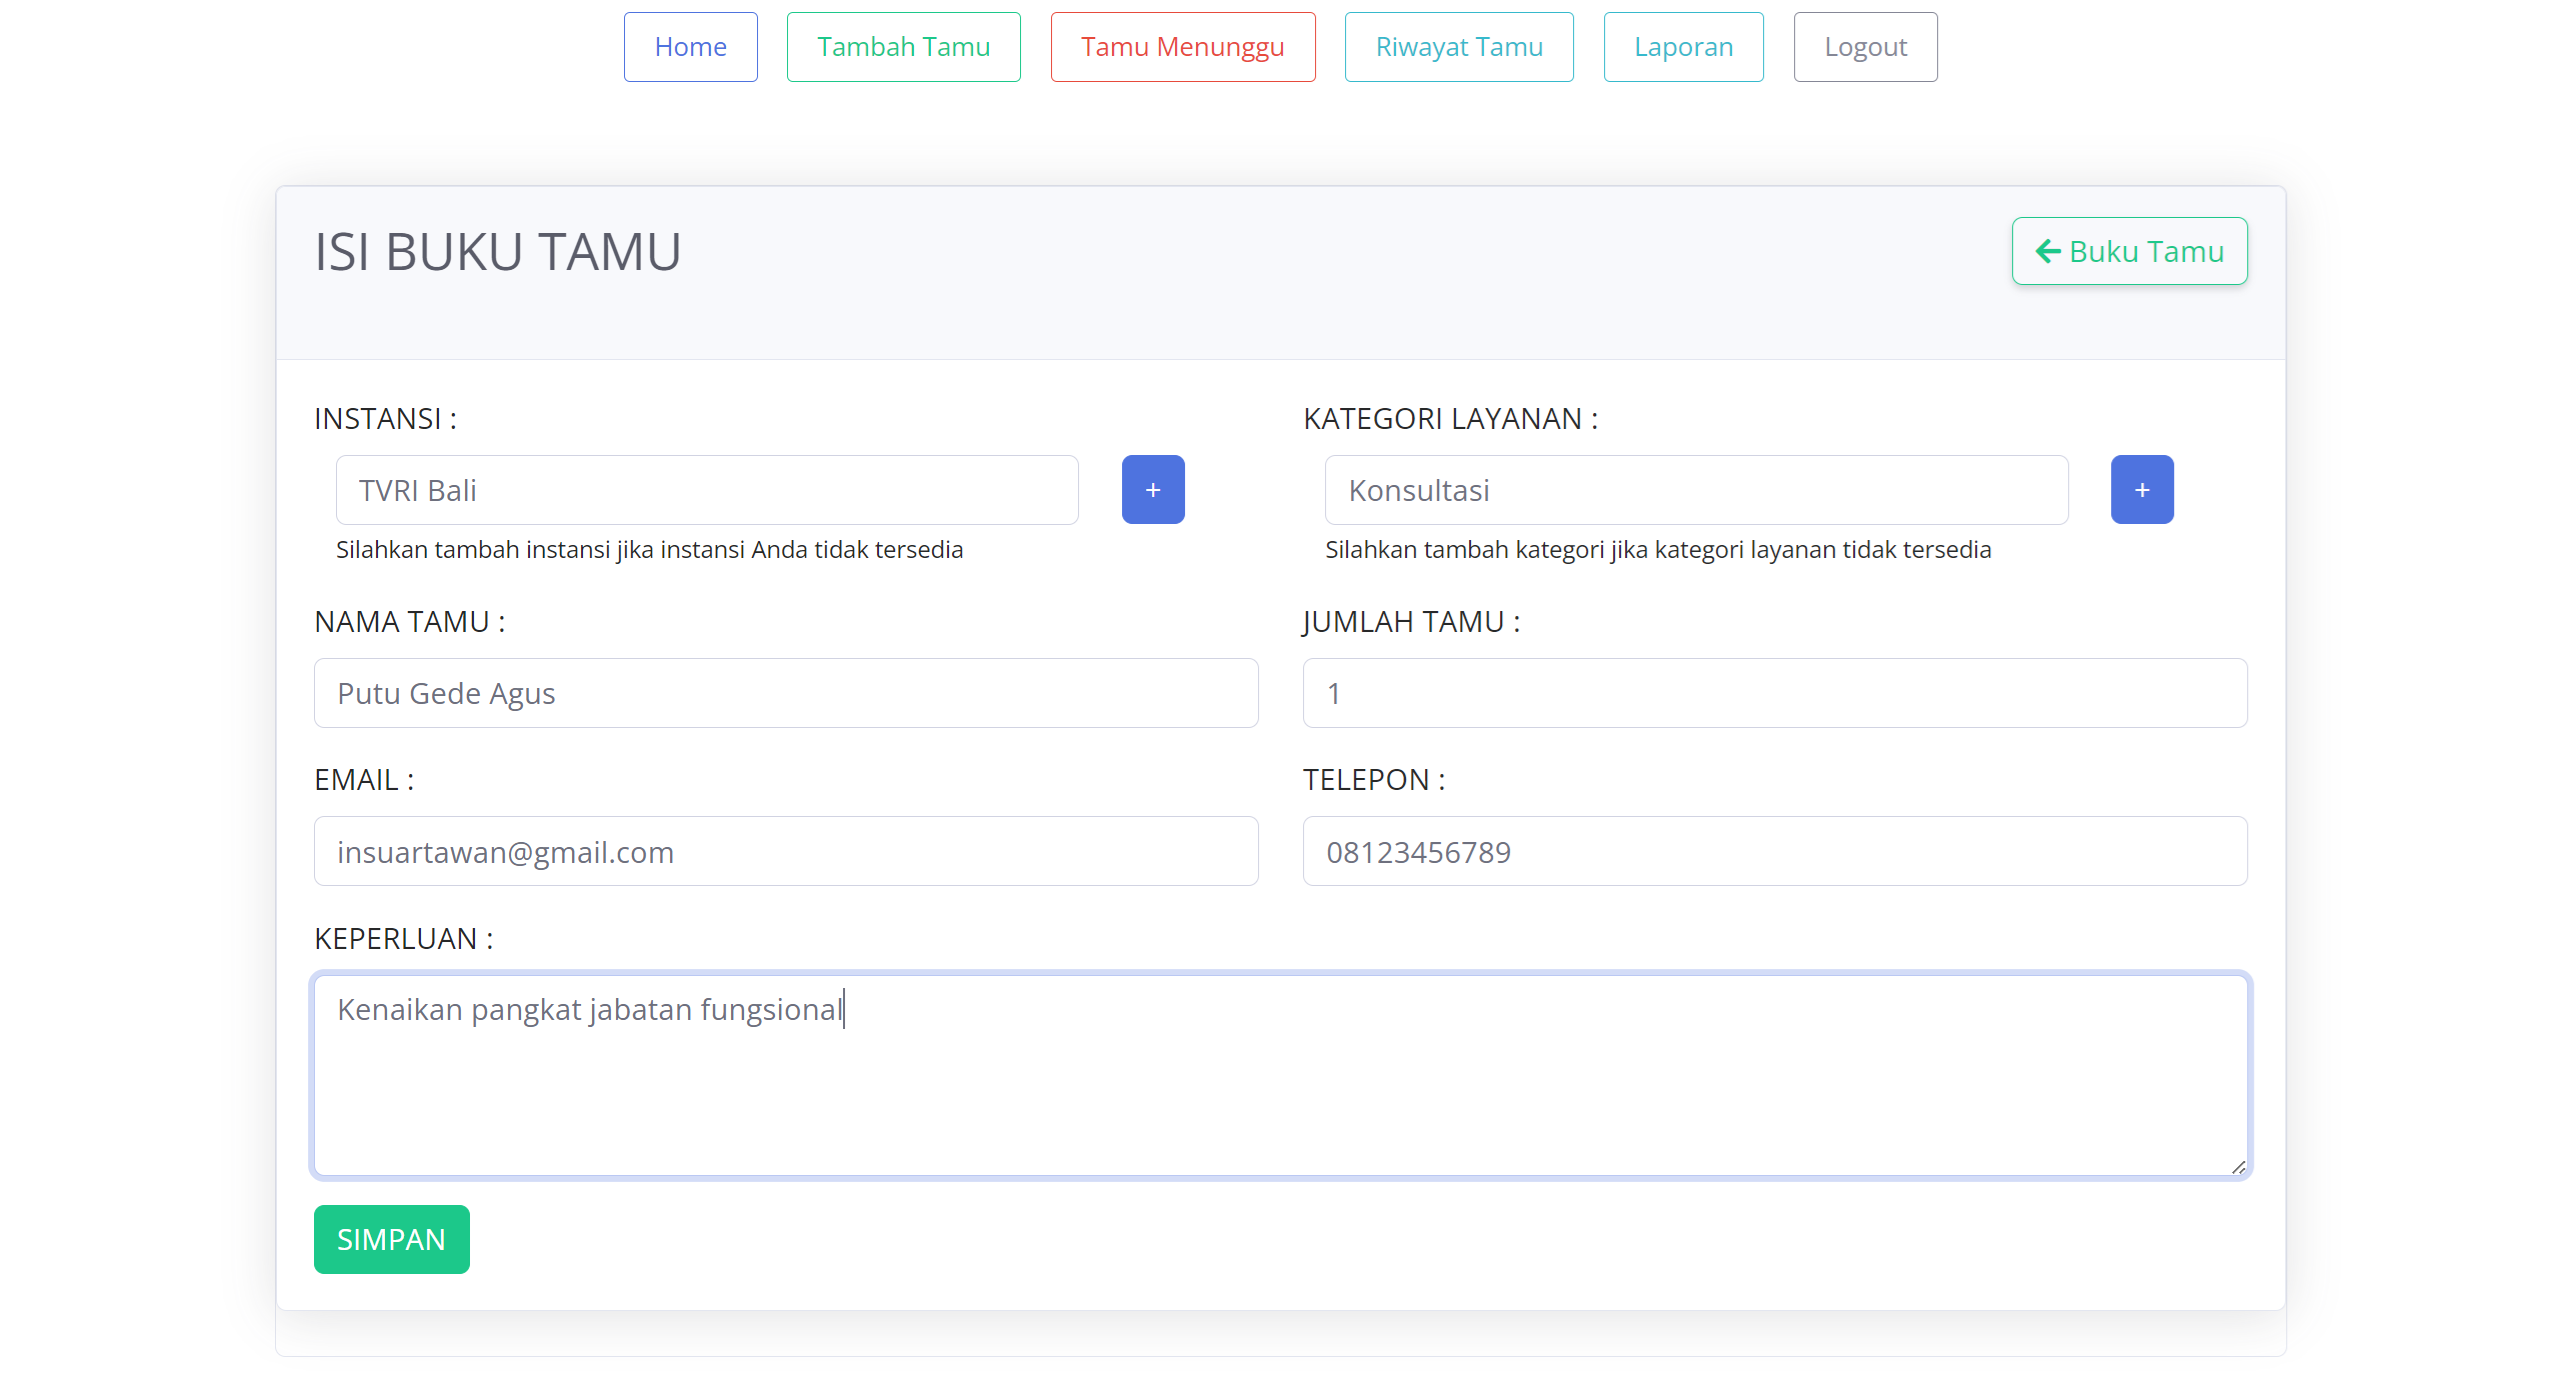 Home
Tambah Tamu
Tamu Menunggu
Riwayat Tamu
Laporan
Logout
ISI BUKU TAMU
Buku Tamu
INSTANSI :
KATEGORI LAYANAN :
TVRI Bali
+
Konsultasi
+
Silahkan tambah instansi jika instansi Anda tidak tersedia
Silahkan tambah kategori jika kategori layanan tidak tersedia
NAMA TAMU :
JUMLAH TAMU :
Putu Gede Agus
1
EMAIL :
TELEPON :
insuartawan@gmail.com
08123456789
KEPERLUAN :
Kenaikan pangkat jabatan fungsional
SIMPAN